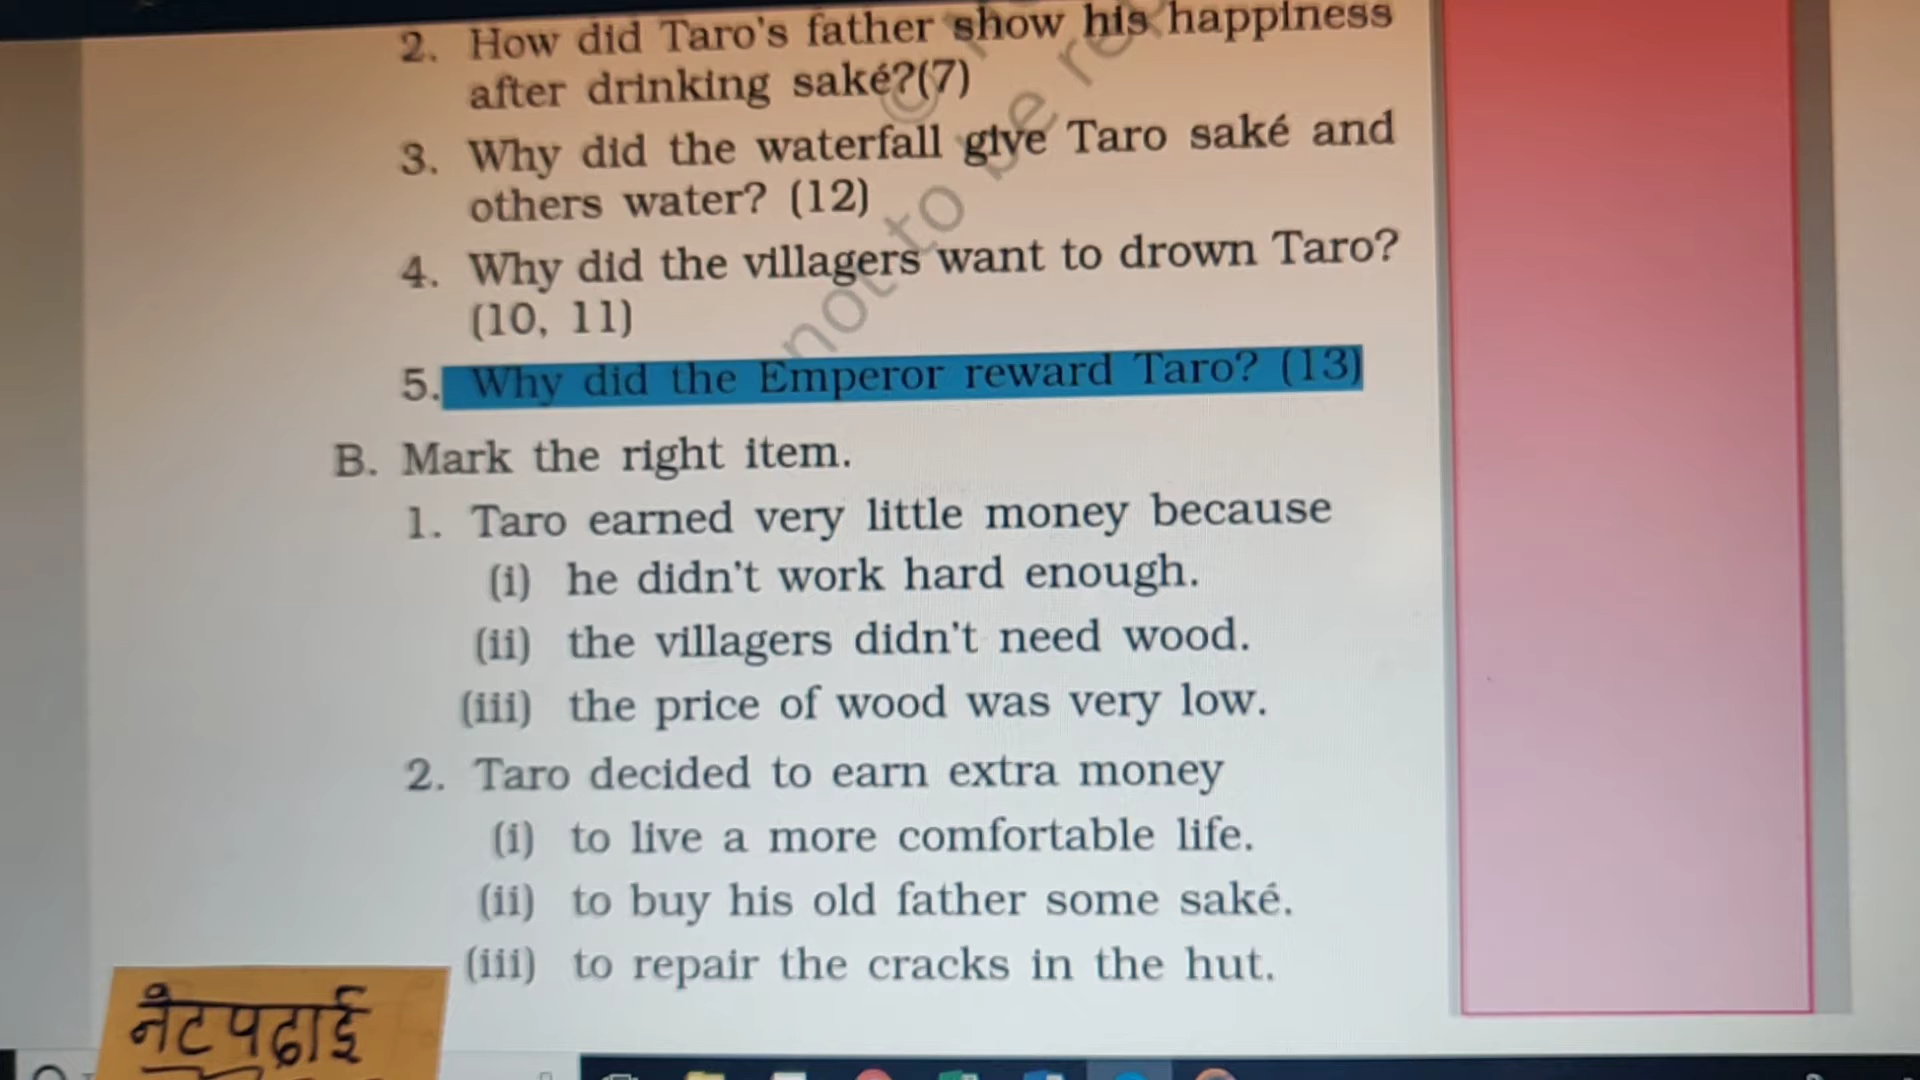 2. How did Taro's father show his happiness
after drinking saké?(7)
3. Why did the waterfall give Taro saké and
others water? (12)
4. Why did the villagers want to drown Taro?
(10, 11)
5. Why did the Emperor reward Taro? (13)
B. Mark the right item.
1. Taro earned very little money because
(i) he didn't work hard enough.
(ii) the villagers didn't need wood.
(iii) the price of wood was very low.
2. Taro decided to earn extra money
(i) to live a more comfortable life.
(ii) to buy his old father some saké.
(iii) to repair the cracks in the hut.
not to be
नेटपढाई